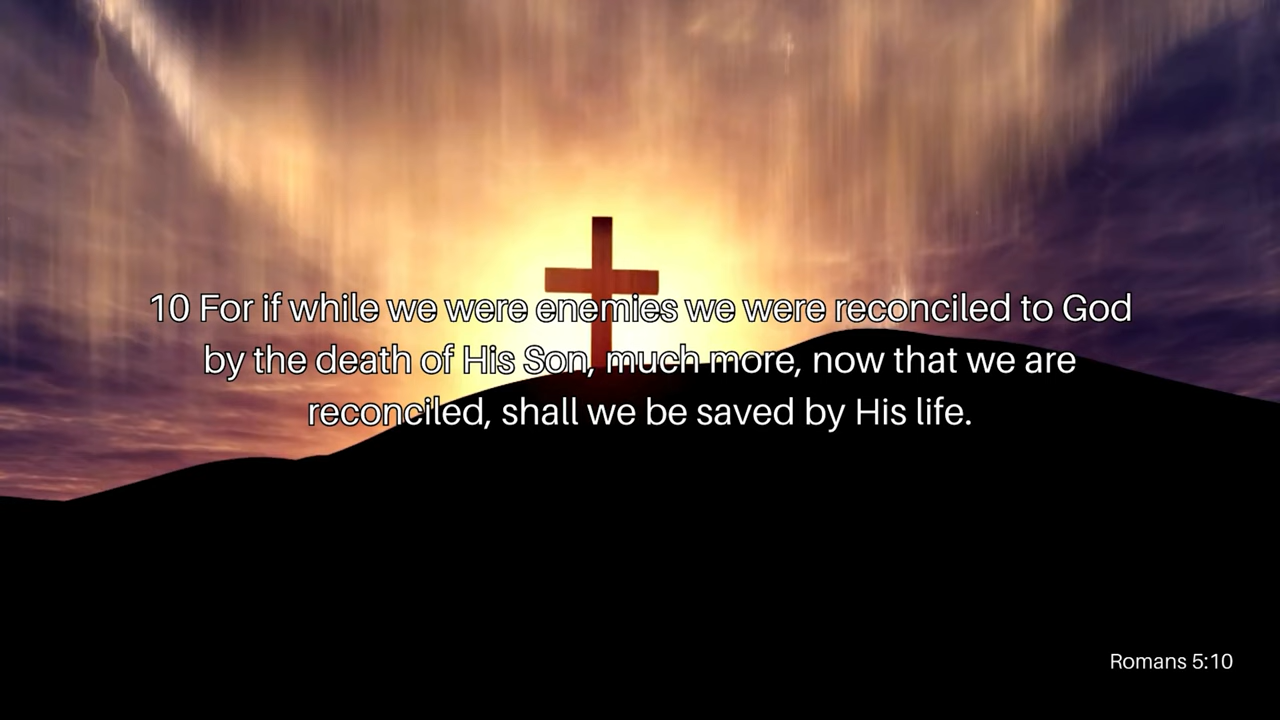 10 For if while we were enemies we were reconciled to God
by the death of His Son, much more, now that we are
reconciled, shall we be saved by His life.
Romans 5:10